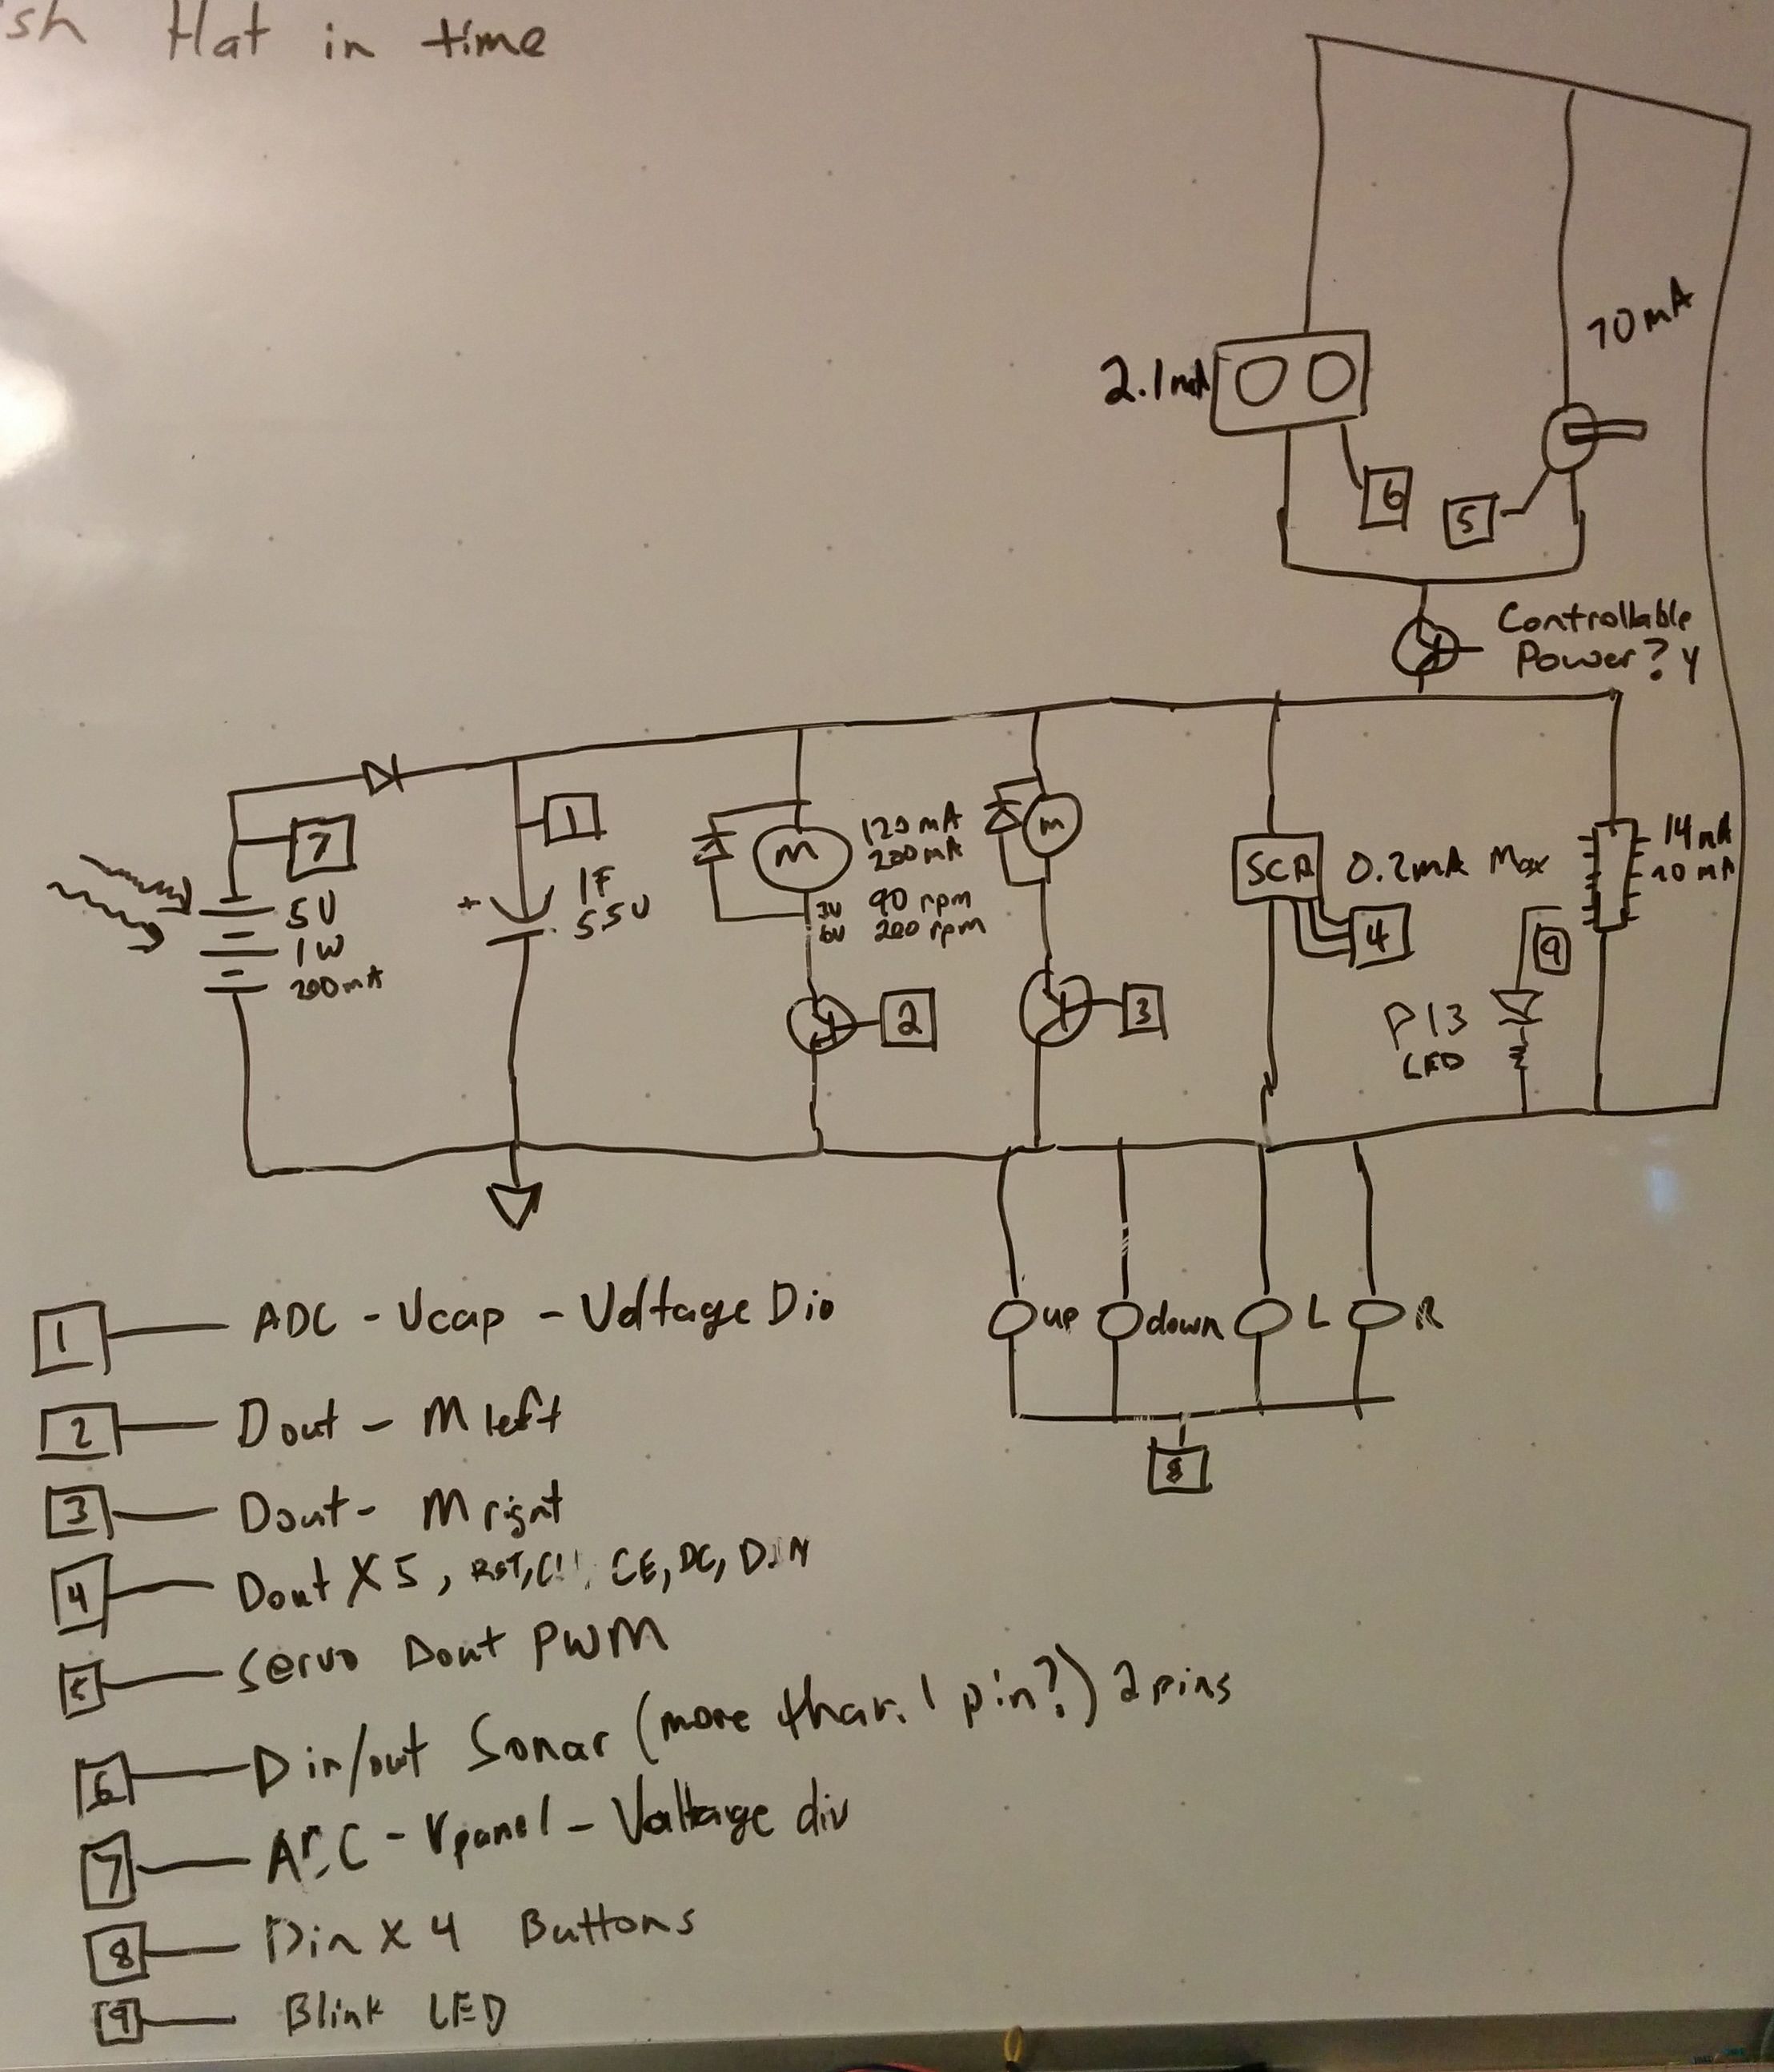 sh Hat in time
10mA
2.1mA
6
5
Controllable
Power? Y
7
1
5V
1W
200mA
+
1F
5.5V
M
120mA
200mA
3V 90 rpm
6V 200 rpm
m
SCR
0.2mA Max
14mA
10mA
4
9
P13
LED
2
3
up
down
L
R
8
1 ADC - Vcap - Voltage Div
2 Dout - Mleft
3 Dout - Mright
4 Dout X 5, RST, CE, DC, DIN
5 Servo Dout PWM
6 Din/out Sonar (more than 1 pin?) 2 pins
7 ADC - Vpanel - Voltage div
8 Din X 4 Buttons
9 Blink LED